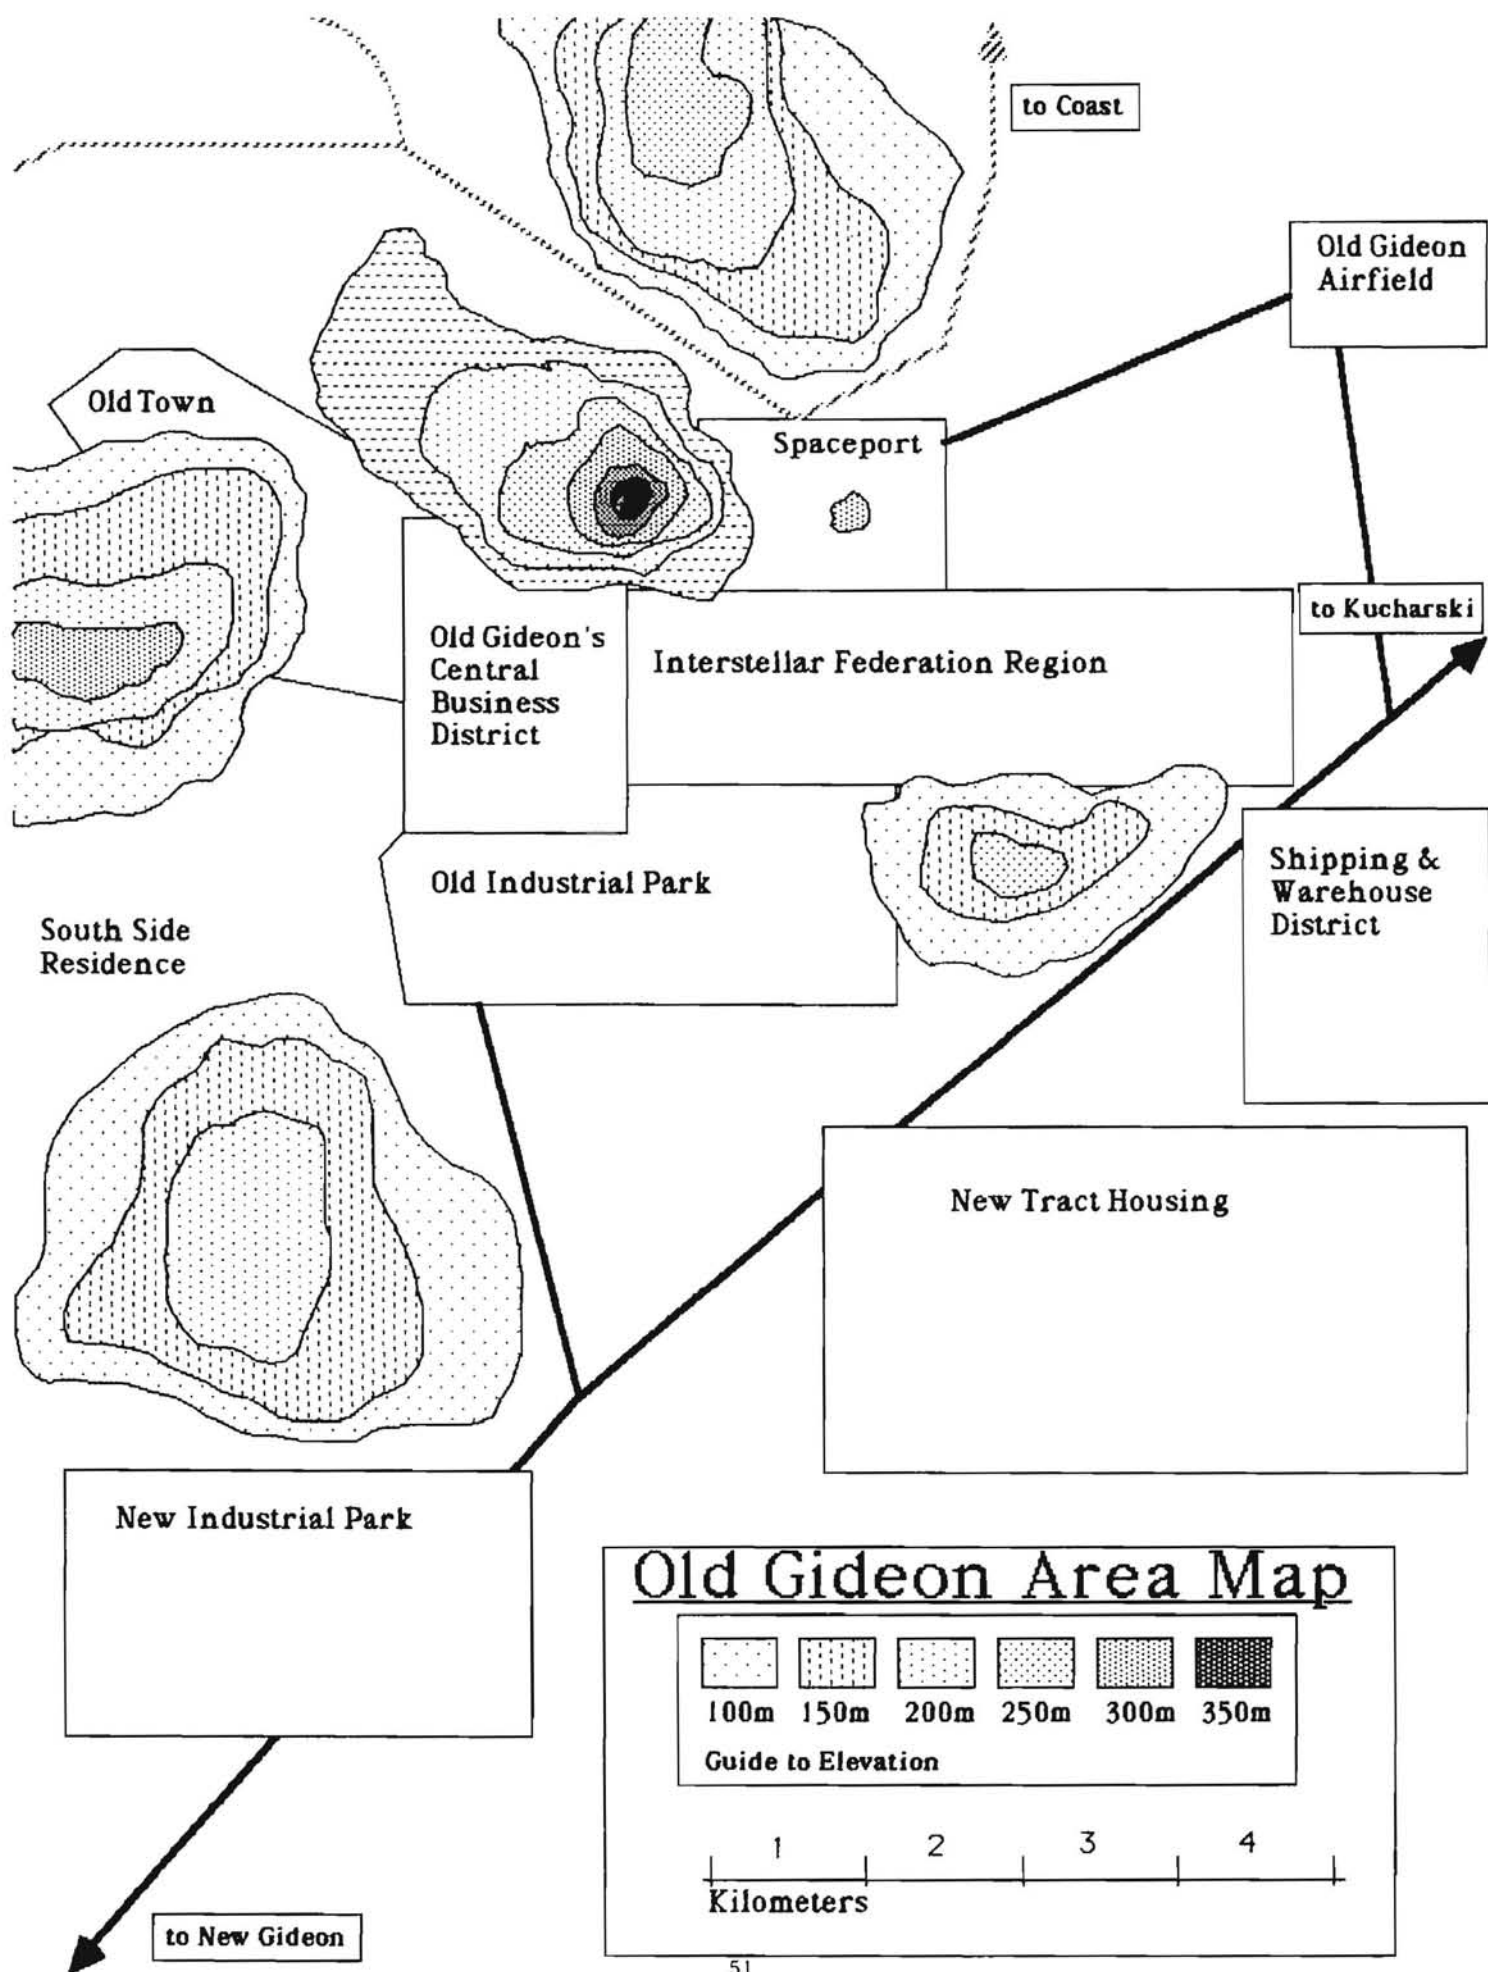 to Coast
Old Gideon
Airfield
Old Town
Spaceport
to Kucharski
Old Gideon's
Central
Business
District
Interstellar Federation Region
Shipping &
Warehouse
District
Old Industrial Park
South Side
Residence
New Tract Housing
New Industrial Park
Old Gideon Area Map
100m 150m 200m 250m 300m 350m
Guide to Elevation
1 2 3 4
Kilometers
to New Gideon
51